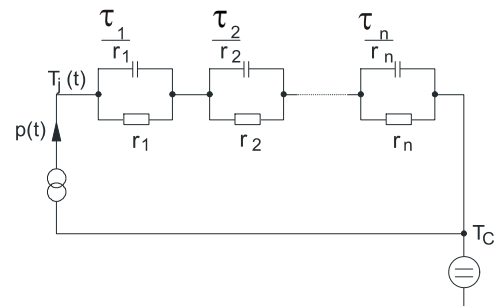 τ1/r1 τ2/r2 τn/rn
Tj(t)
r1 r2 rn
p(t)
TC